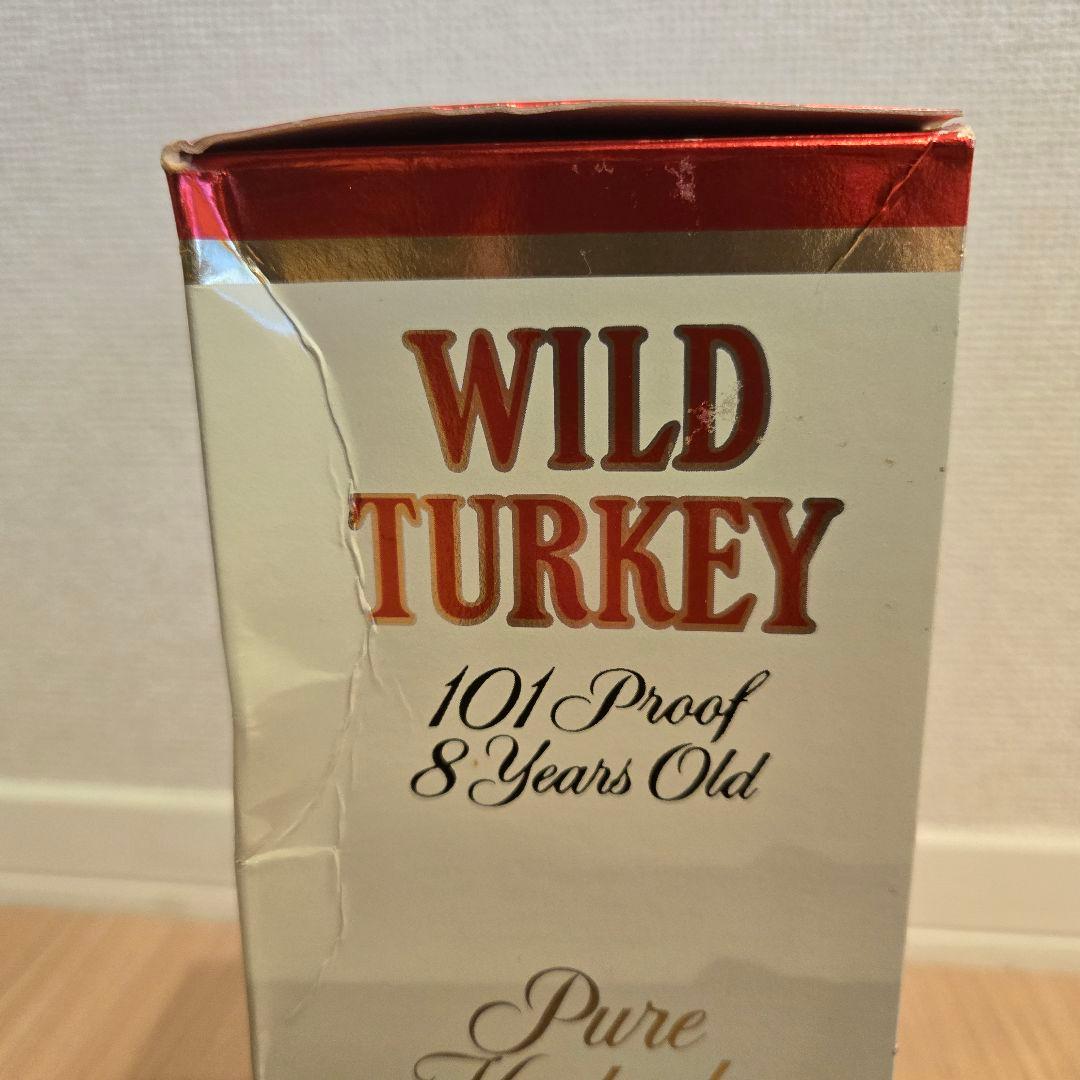 WILD
TURKEY
101 Proof
8 Years Old
Pure